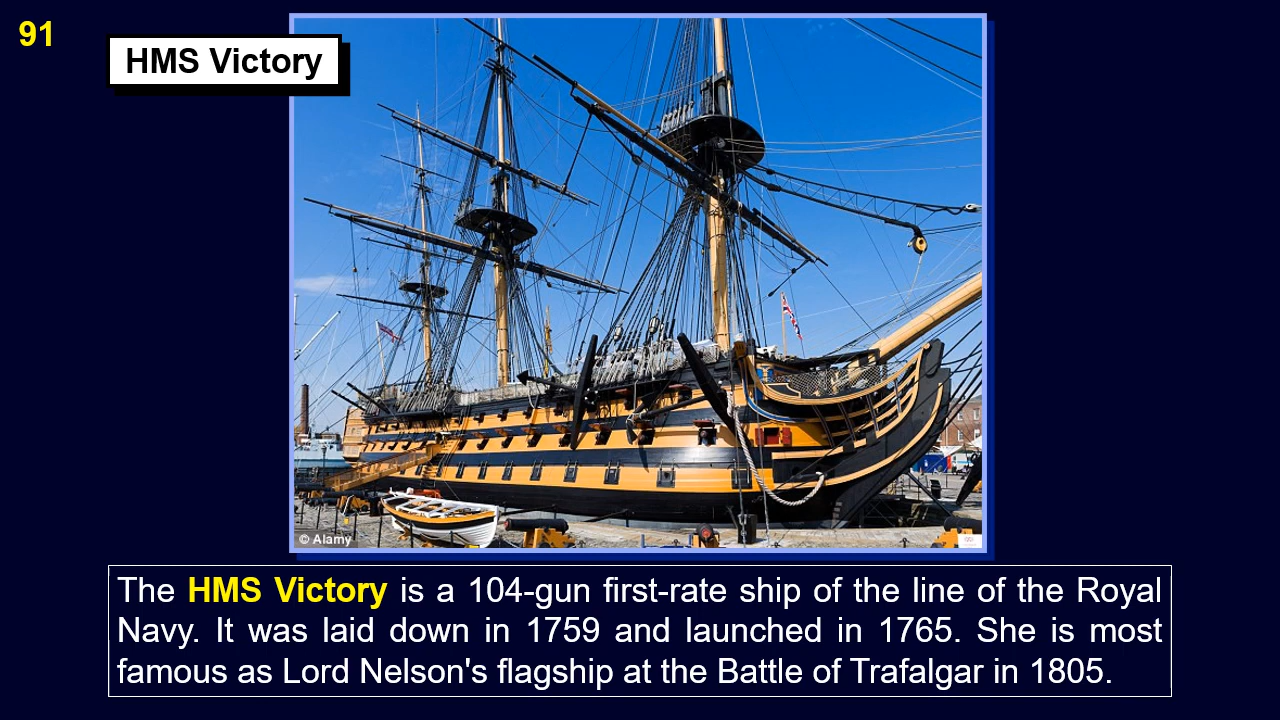 91
HMS Victory
© Alamy
The HMS Victory is a 104-gun first-rate ship of the line of the Royal
Navy. It was laid down in 1759 and launched in 1765. She is most
famous as Lord Nelson's flagship at the Battle of Trafalgar in 1805.